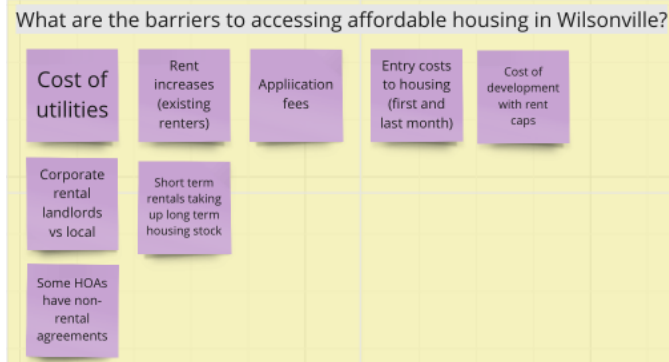 What are the barriers to accessing affordable housing in Wilsonville?
Cost of
utilities
Rent
increases
(existing
renters)
Appliication
fees
Entry costs
to housing
(first and
last month)
Cost of
development
with rent
caps
Corporate
rental
landlords
vs local
Short term
rentals taking
up long term
housing stock
Some HOAs
have non-
rental
agreements